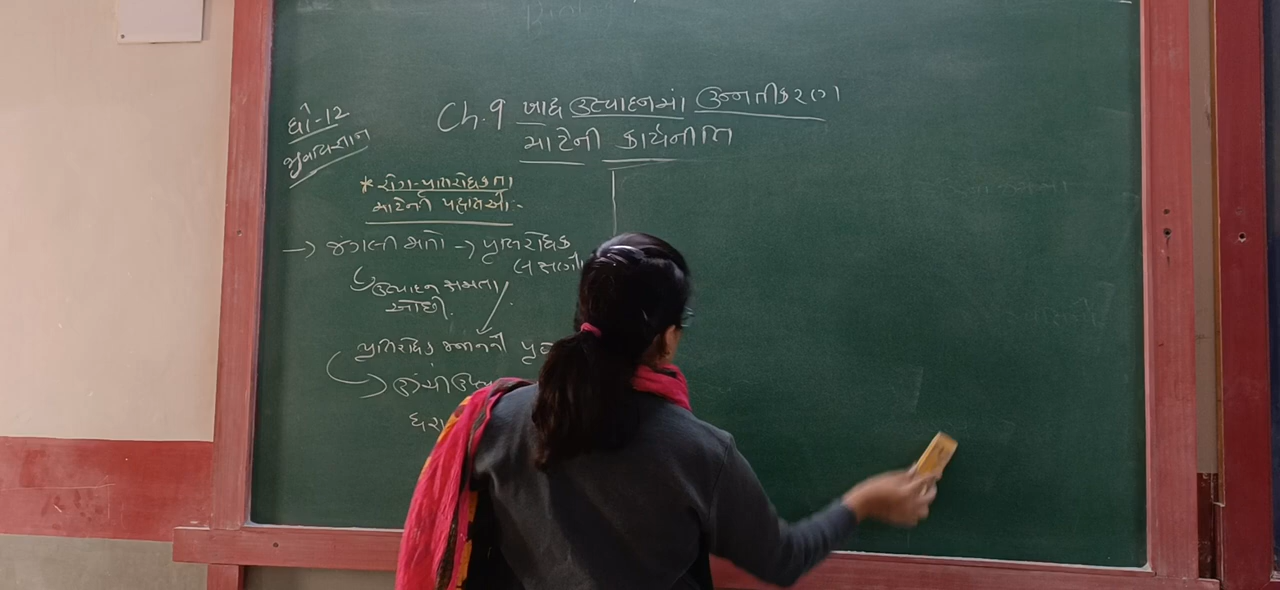 ધો-12
જીવવિજ્ઞાન
Ch.9 ખાદ્ય ઉત્પાદનમાં ઉન્નતીકરણ
માટેની કાર્યનીતિ
* રોગ-પ્રતિરોધકતા
માટેની પદ્ધતિઓ:-
→ જંગલી જાતો → પ્રતિરોધક
લક્ષણો
ઉત્પાદન ક્ષમતા
ઓછી.
પ્રતિરોધક જનનની
ઊંચી